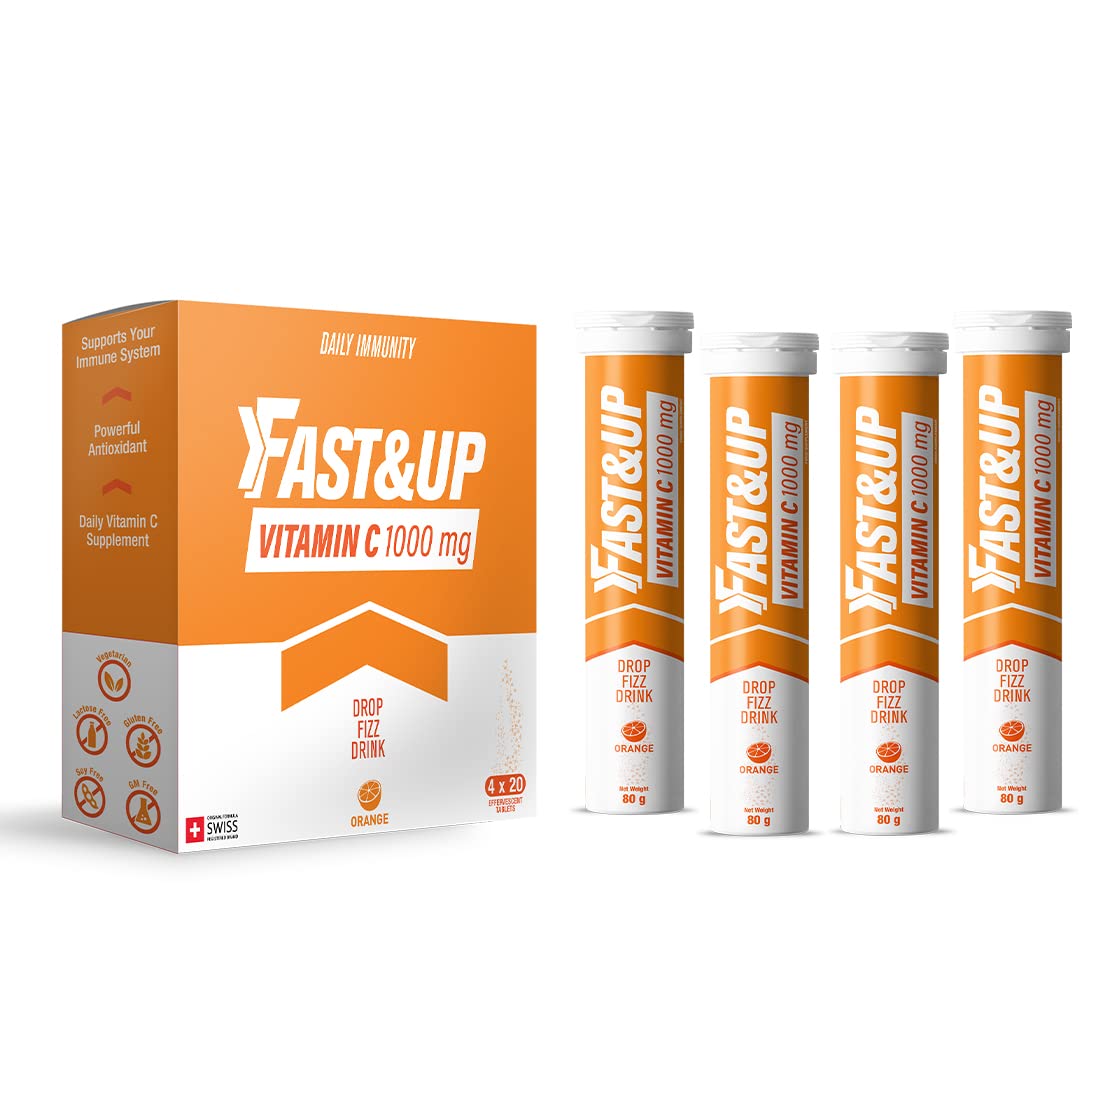 Supports Your
Immune System
Powerful
Antioxidant
Daily Vitamin C
Supplement
Vegetarian
Lactose Free
Gluten Free
Soy Free
GM Free
DAILY IMMUNITY
FAST&UP
VITAMIN C 1000 mg
DROP
FIZZ
DRINK
ORANGE
4 x 20
EFFERVESCENT
TABLETS
ORIGINAL FORMULA
SWISS
REGISTERED BRAND
FAST&UP
VITAMIN C 1000 mg
DROP
FIZZ
DRINK
ORANGE
Net Weight
80 g
FAST&UP
VITAMIN C 1000 mg
DROP
FIZZ
DRINK
ORANGE
Net Weight
80 g
FAST&UP
VITAMIN C 1000 mg
DROP
FIZZ
DRINK
ORANGE
Net Weight
80 g
FAST&UP
VITAMIN C 1000 mg
DROP
FIZZ
DRINK
ORANGE
Net Weight
80 g